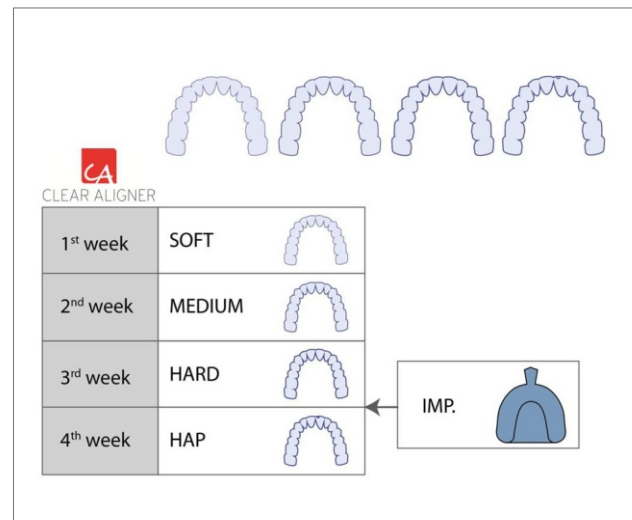 CA
CLEAR ALIGNER
1st week SOFT
2nd week MEDIUM
3rd week HARD
IMP.
4th week HAP